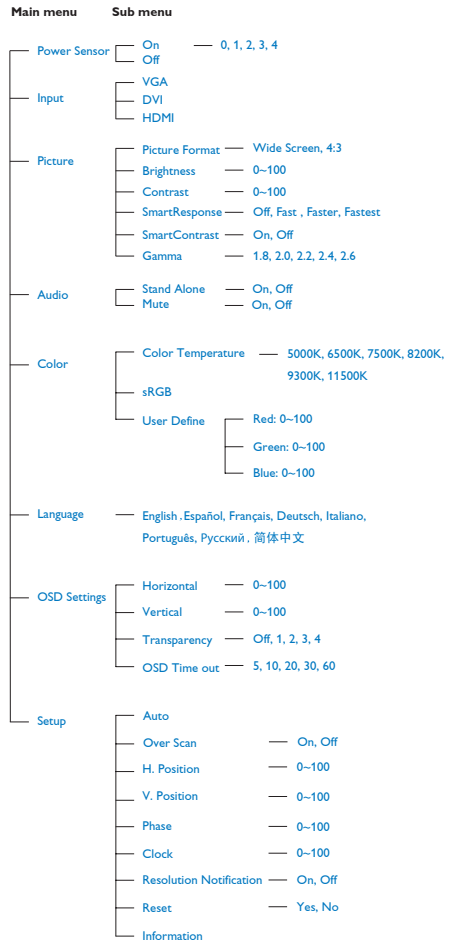 Main menu Sub menu
Power Sensor On 0, 1, 2, 3, 4
Off
Input VGA
DVI
HDMI
Picture Picture Format Wide Screen, 4:3
Brightness 0~100
Contrast 0~100
SmartResponse Off, Fast , Faster, Fastest
SmartContrast On, Off
Gamma 1.8, 2.0, 2.2, 2.4, 2.6
Audio Stand Alone On, Off
Mute On, Off
Color Color Temperature 5000K, 6500K, 7500K, 8200K,
9300K, 11500K
sRGB
User Define Red: 0~100
Green: 0~100
Blue: 0~100
Language English , Español, Français, Deutsch, Italiano,
Português, Русский , 简体中文
OSD Settings Horizontal 0~100
Vertical 0~100
Transparency Off, 1, 2, 3, 4
OSD Time out 5, 10, 20, 30, 60
Setup Auto
Over Scan On, Off
H. Position 0~100
V. Position 0~100
Phase 0~100
Clock 0~100
Resolution Notification On, Off
Reset Yes, No
Information